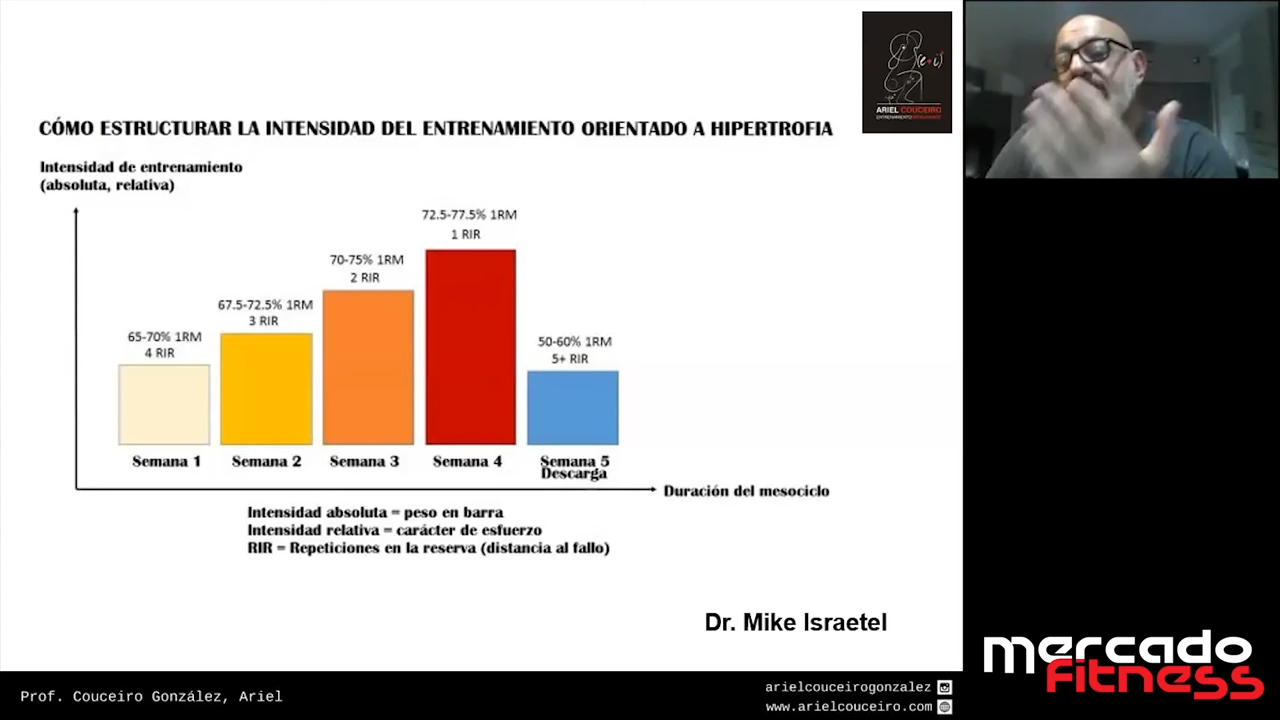 (e+i)
ARIEL COUCEIRO
ENTRENAMIENTO INTELIGENTE
CÓMO ESTRUCTURAR LA INTENSIDAD DEL ENTRENAMIENTO ORIENTADO A HIPERTROFIA
Intensidad de entrenamiento
(absoluta, relativa)
72.5-77.5% 1RM
1 RIR
70-75% 1RM
2 RIR
67.5-72.5% 1RM
3 RIR
65-70% 1RM
4 RIR
50-60% 1RM
5+ RIR
Semana 1
Semana 2
Semana 3
Semana 4
Semana 5
Descarga
Duración del mesociclo
Intensidad absoluta = peso en barra
Intensidad relativa = carácter de esfuerzo
RIR = Repeticiones en la reserva (distancia al fallo)
Dr. Mike Israetel
mercado
fitness
Prof. Couceiro González, Ariel
arielcouceirogonzalez
www.arielcouceiro.com